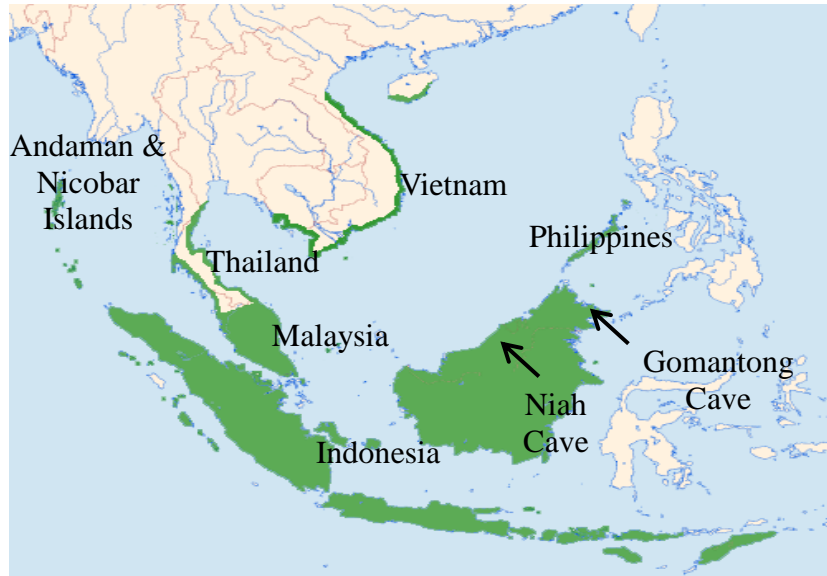 Andaman &
Nicobar
Islands
Vietnam
Philippines
Thailand
Malaysia
Gomantong
Cave
Niah
Cave
Indonesia